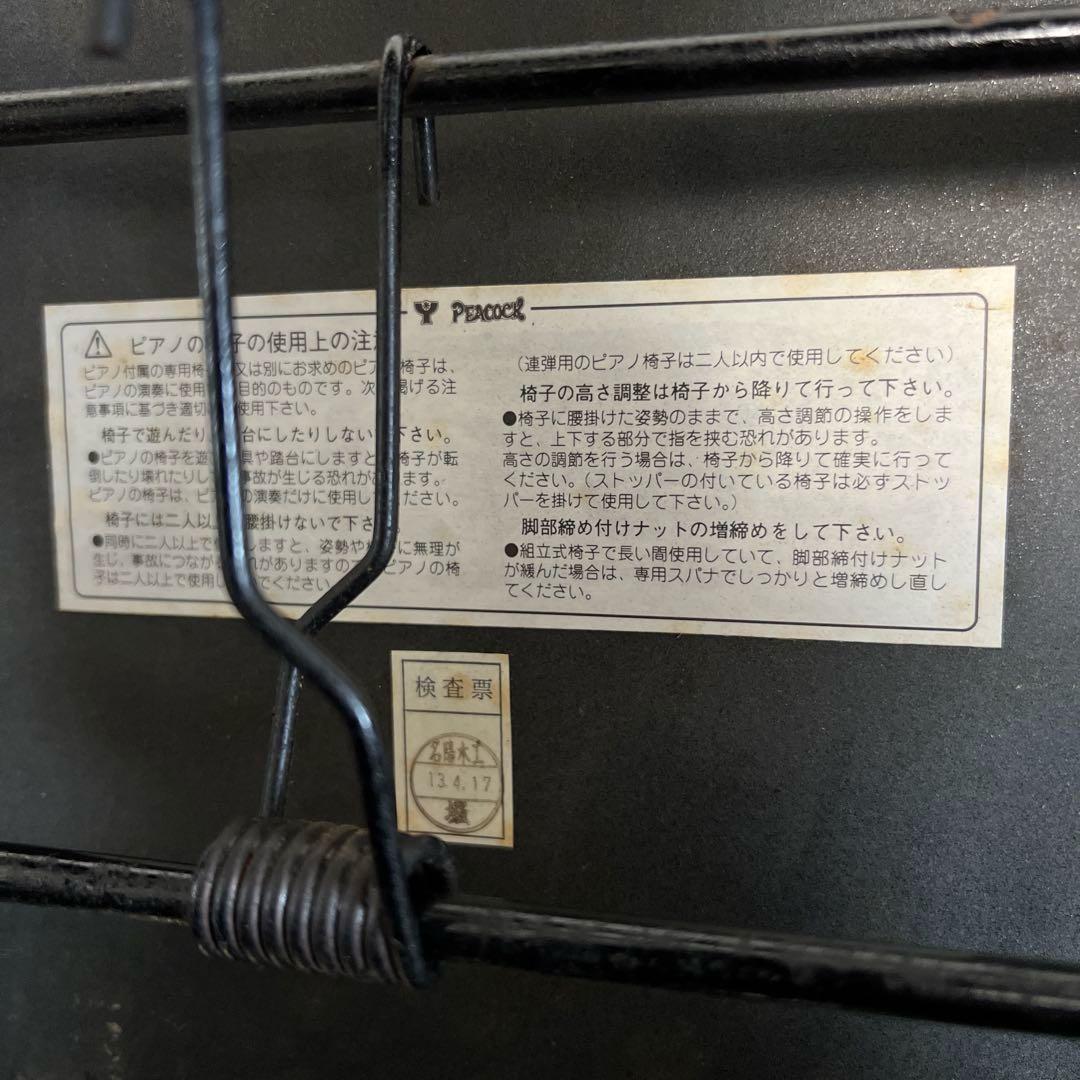 PEACOCK
⚠ ピアノの 子の使用上の注
ピアノ付属の専用椅 又は別にお求めのピア 椅子は、
ピアノの演奏に使用 目的のものです。次 掲げる注
意事項に基づき適切 使用下さい。
椅子で遊んだり、 台にしたりしない 下さい。
●ピアノの椅子を遊 具や踏台にしますと 椅子が転
倒したり壊れたりし 事故が生じる恐れがあ ます。
ピアノの椅子は、ピ の演奏だけに使用し ください。
椅子には二人以 腰掛けないで下さ 。
●同時に二人以上で しますと、姿勢や に無理が
生じ、事故につなが れがありますので ピアノの椅
子は二人以上で使用し でください
(連弾用のピアノ椅子は二人以内で使用してください)
椅子の高さ調整は椅子から降りて行って下さい。
●椅子に腰掛けた姿勢のままで、高さ調節の操作をしま
すと、上下する部分で指を挟む恐れがあります。
高さの調節を行う場合は、椅子から降りて確実に行って
ください。(ストッパーの付いている椅子は必ずストッ
パーを掛けて使用して下さい。)
脚部締め付けナットの増締めをして下さい。
●組立式椅子で長い間使用していて、脚部締付けナット
が緩んだ場合は、専用スパナでしっかりと増締めし直し
てください。
検査票
名陽木工
13.4.17